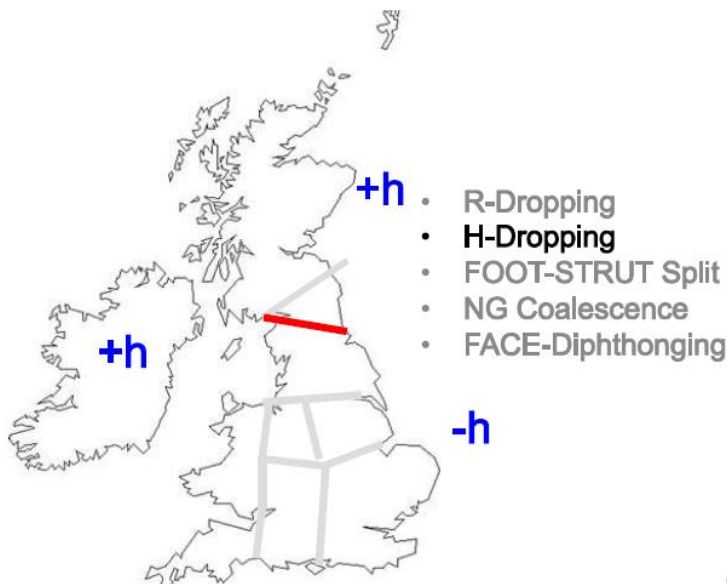 +h
• R-Dropping
• H-Dropping
• FOOT-STRUT Split
• NG Coalescence
• FACE-Diphthonging
+h
-h